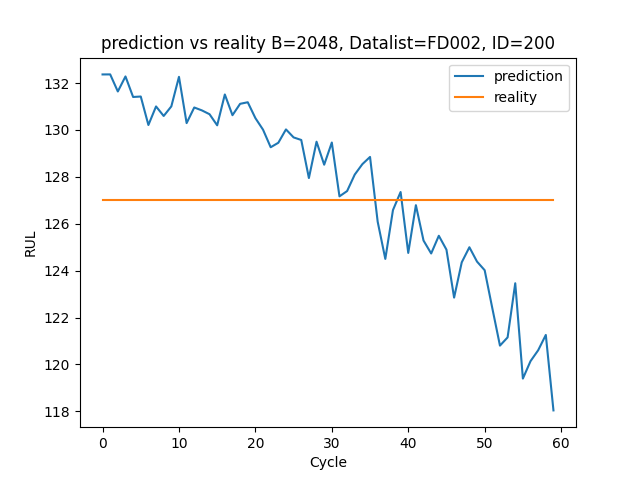 prediction vs reality B=2048, Datalist=FD002, ID=200
prediction
reality
132
130
128
126
124
122
120
118
RUL
0 10 20 30 40 50 60
Cycle